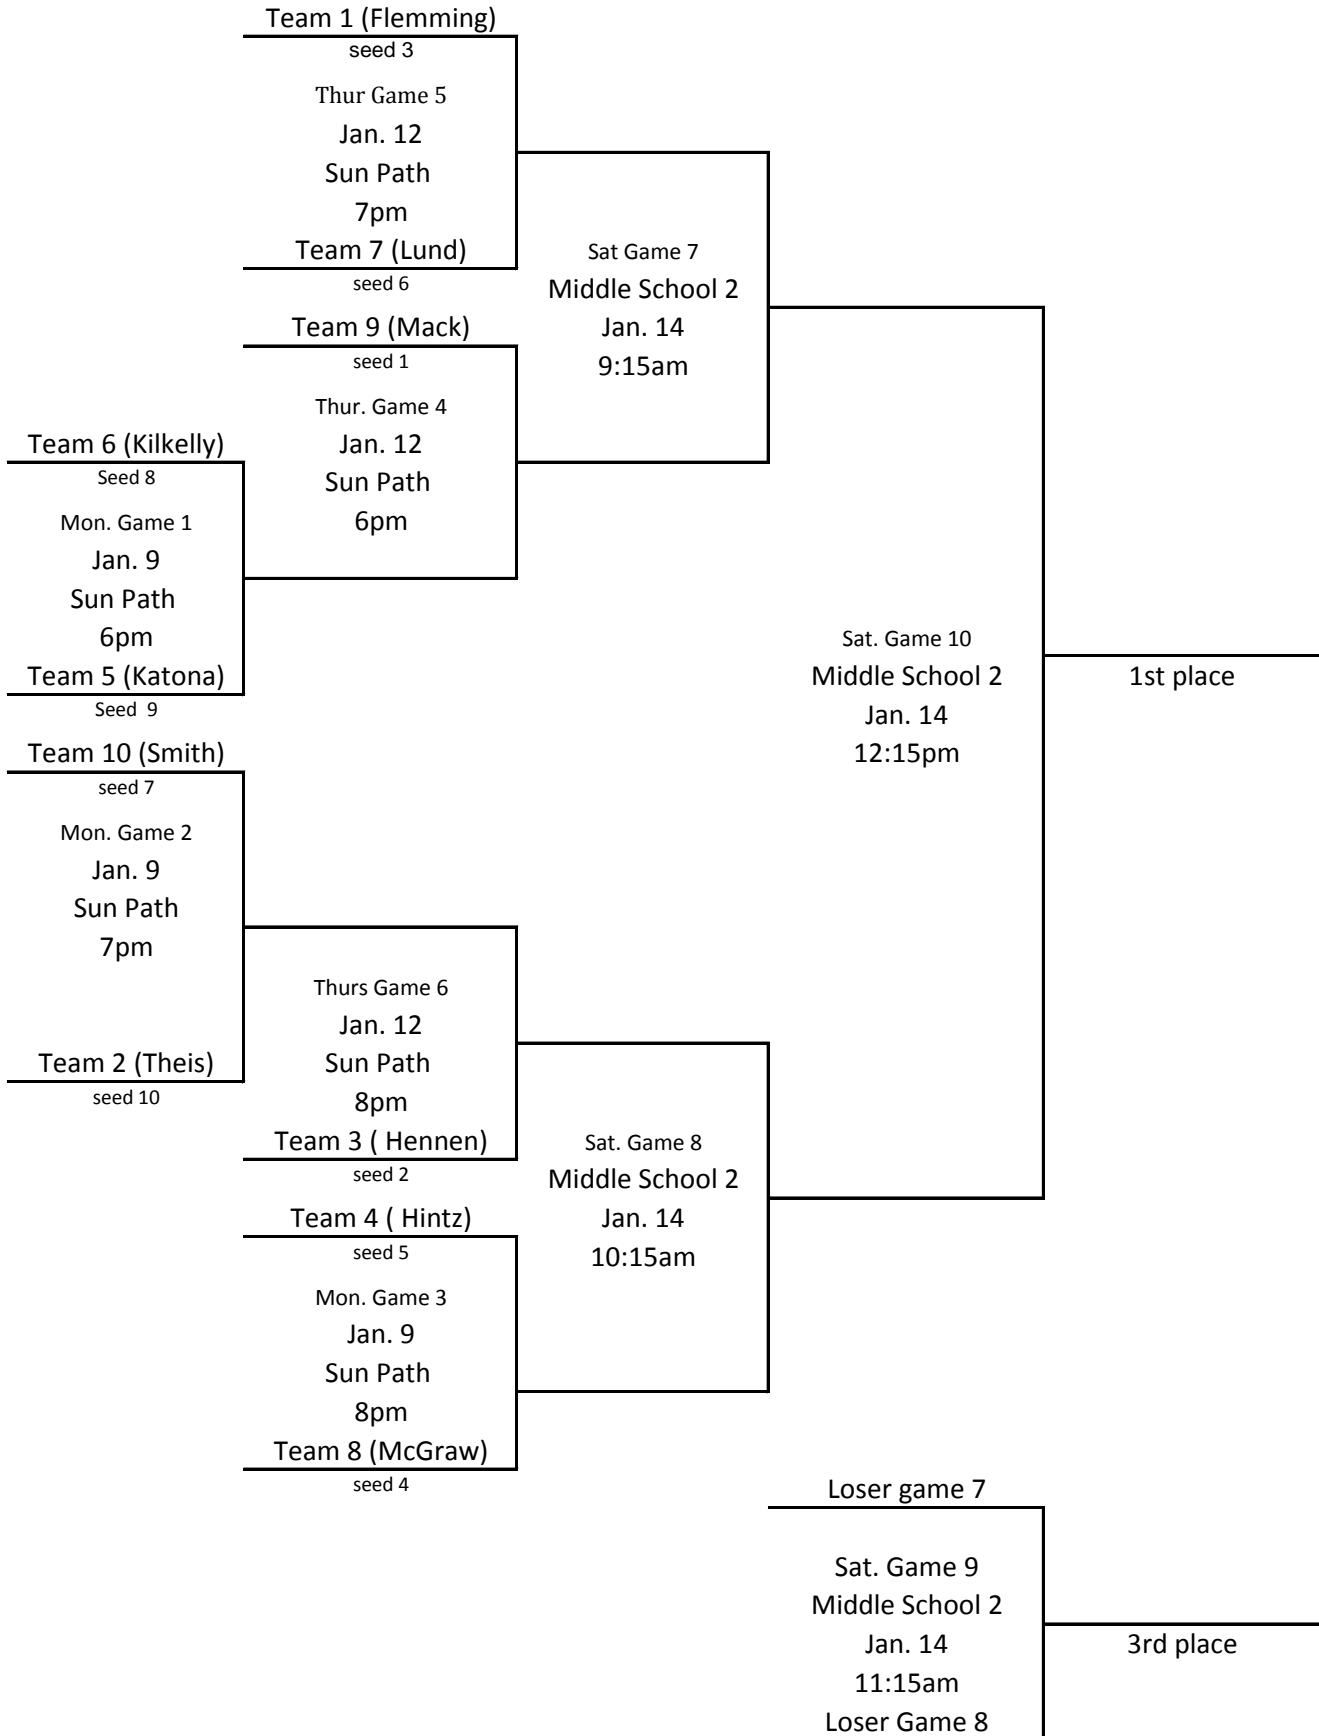 Team 1 (Flemming)
seed 3
Thur Game 5
Jan. 12
Sun Path
7pm
Team 7 (Lund)
seed 6
Sat Game 7
Middle School 2
Jan. 14
9:15am
Team 9 (Mack)
seed 1
Thur. Game 4
Jan. 12
Sun Path
6pm
Team 6 (Kilkelly)
Seed 8
Mon. Game 1
Jan. 9
Sun Path
6pm
Team 5 (Katona)
Seed  9
Sat. Game 10
Middle School 2
Jan. 14
12:15pm
1st place
Team 10 (Smith)
seed 7
Mon. Game 2
Jan. 9
Sun Path
7pm
Team 2 (Theis)
seed 10
Thurs Game 6
Jan. 12
Sun Path
8pm
Team 3 ( Hennen)
seed 2
Sat. Game 8
Middle School 2
Jan. 14
10:15am
Team 4 ( Hintz)
seed 5
Mon. Game 3
Jan. 9
Sun Path
8pm
Team 8 (McGraw)
seed 4
Loser game 7
Sat. Game 9
Middle School 2
Jan. 14
11:15am
Loser Game 8
3rd place